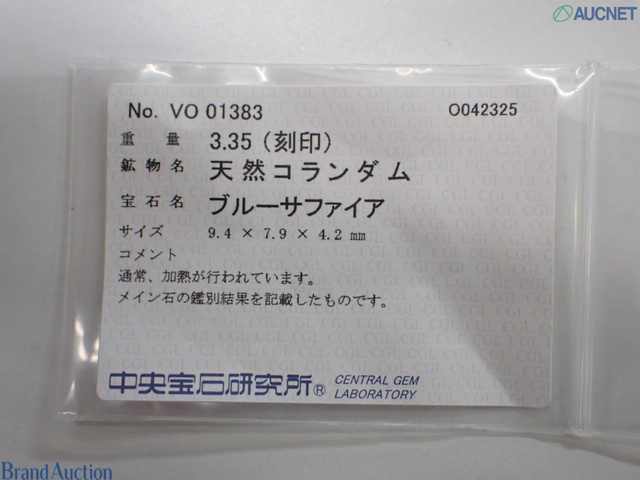 AUCNET
No. VO 01383 O042325
重量 3.35 (刻印)
鉱物名 天然コランダム
宝石名 ブルーサファイア
サイズ 9.4 × 7.9 × 4.2 mm
コメント
通常、加熱が行われています。
メイン石の鑑別結果を記載したものです。
中央宝石研究所® CENTRAL GEM
LABORATORY
Brand Auction